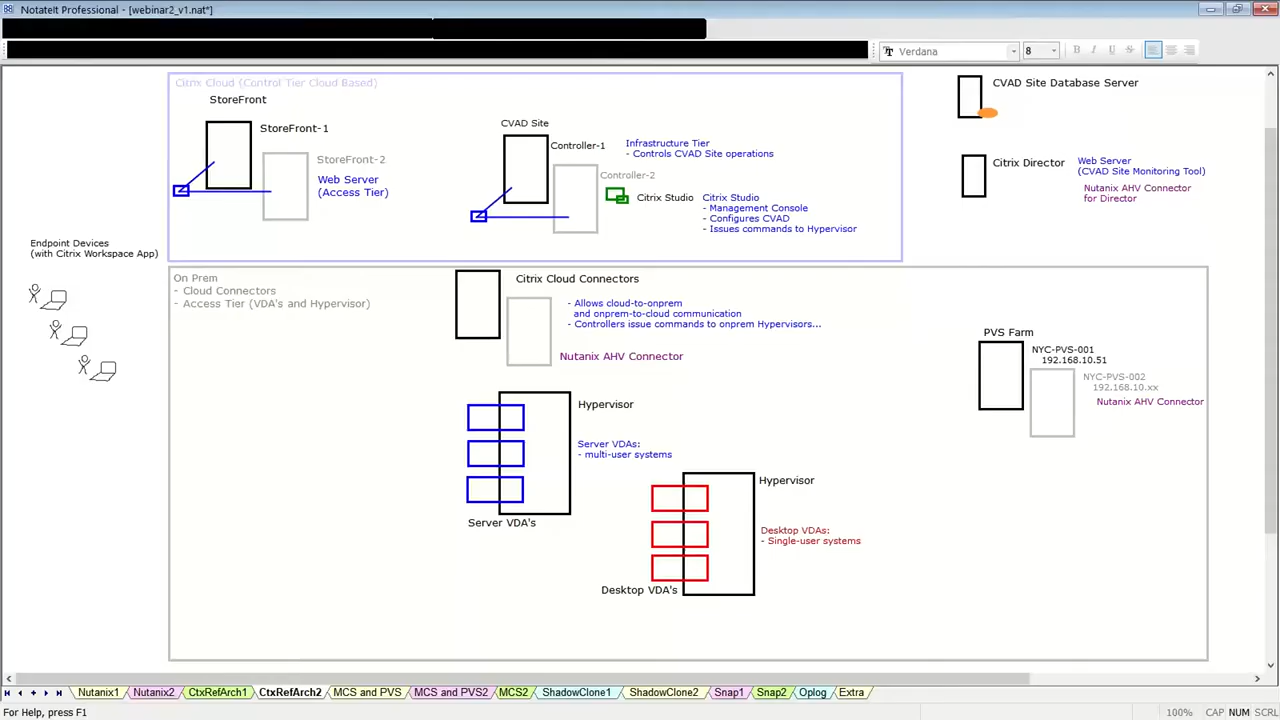 NotateIt Professional - [webinar2_v1.nat*]
Verdana
8
B I U S
Citrix Cloud (Control Tier Cloud Based)
StoreFront
StoreFront-1
StoreFront-2
Web Server
(Access Tier)
CVAD Site
Controller-1
Controller-2
Infrastructure Tier
- Controls CVAD Site operations
Citrix Studio
Citrix Studio
- Management Console
- Configures CVAD
- Issues commands to Hypervisor
CVAD Site Database Server
Citrix Director
Web Server
(CVAD Site Monitoring Tool)
Nutanix AHV Connector
for Director
Endpoint Devices
(with Citrix Workspace App)
On Prem
- Cloud Connectors
- Access Tier (VDA's and Hypervisor)
Citrix Cloud Connectors
- Allows cloud-to-onprem
and onprem-to-cloud communication
- Controllers issue commands to onprem Hypervisors...
Nutanix AHV Connector
PVS Farm
NYC-PVS-001
192.168.10.51
NYC-PVS-002
192.168.10.xx
Nutanix AHV Connector
Hypervisor
Server VDAs:
- multi-user systems
Server VDA's
Hypervisor
Desktop VDAs:
- Single-user systems
Desktop VDA's
Nutanix1
Nutanix2
CtxRefArch1
CtxRefArch2
MCS and PVS
MCS and PVS2
MCS2
ShadowClone1
ShadowClone2
Snap1
Snap2
Oplog
Extra
For Help, press F1
100%
CAP
NUM
SCRL